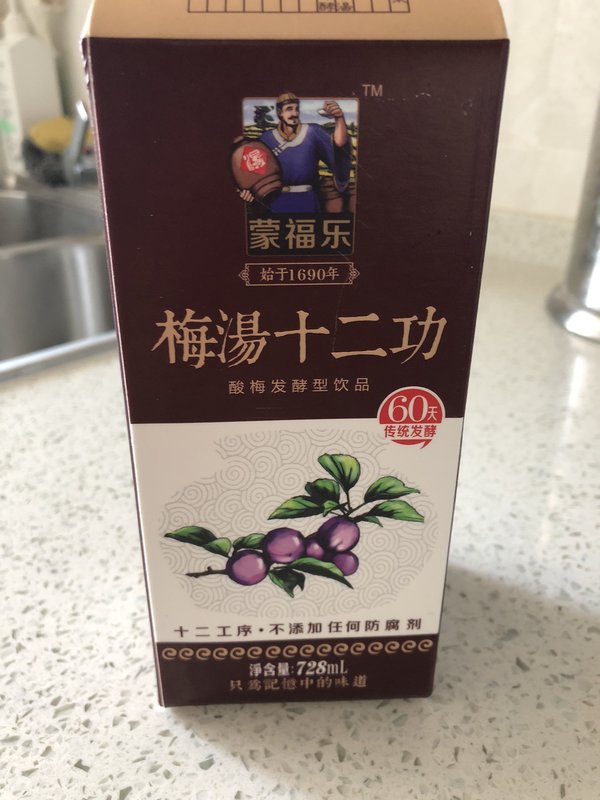 TM
福
蒙福乐
始于1690年
梅湯十二功
酸梅发酵型饮品
60天
传统发酵
十二工序·不添加任何防腐剂
淨含量:728mL
只為記憶中的味道